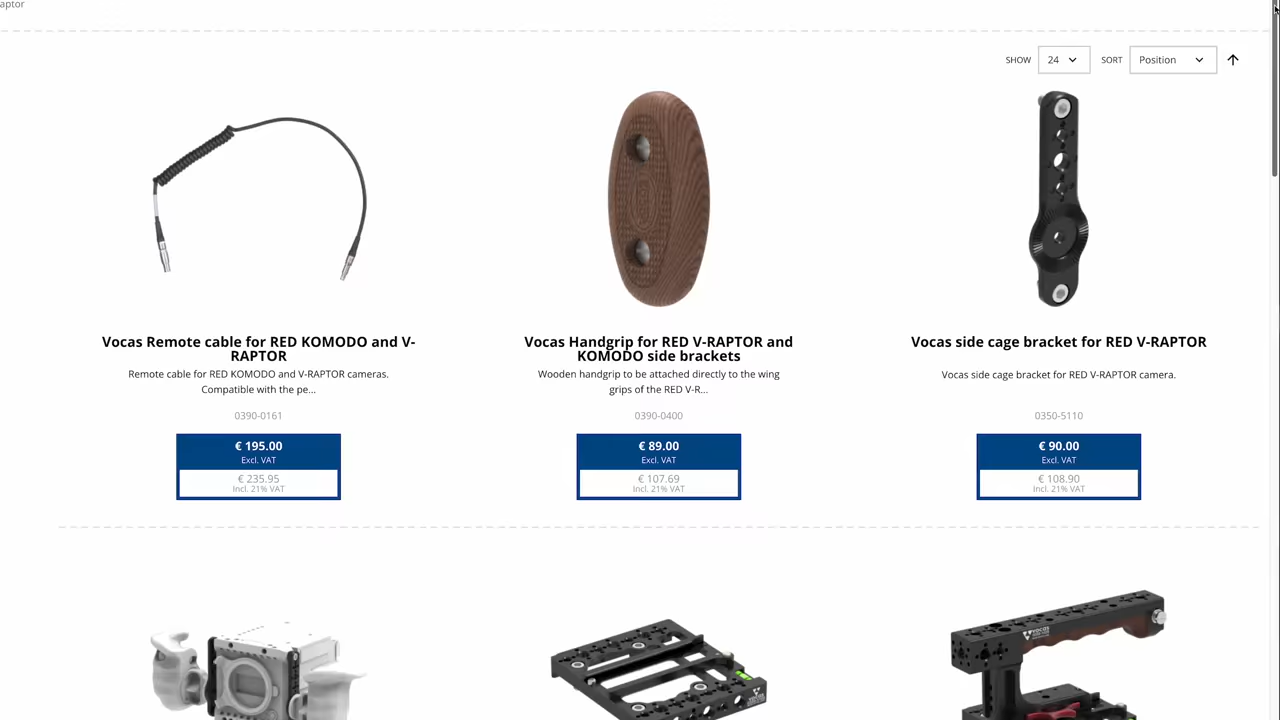 aptor
SHOW 24 SORT Position
Vocas Remote cable for RED KOMODO and V-
RAPTOR
Remote cable for RED KOMODO and V-RAPTOR cameras.
Compatible with the pe...
0390-0161
€ 195.00
Excl. VAT
€ 235.95
Incl. 21% VAT
Vocas Handgrip for RED V-RAPTOR and
KOMODO side brackets
Wooden handgrip to be attached directly to the wing
grips of the RED V-R...
0390-0400
€ 89.00
Excl. VAT
€ 107.69
Incl. 21% VAT
Vocas side cage bracket for RED V-RAPTOR
Vocas side cage bracket for RED V-RAPTOR camera.
0350-5110
€ 90.00
Excl. VAT
€ 108.90
Incl. 21% VAT
VOCAS